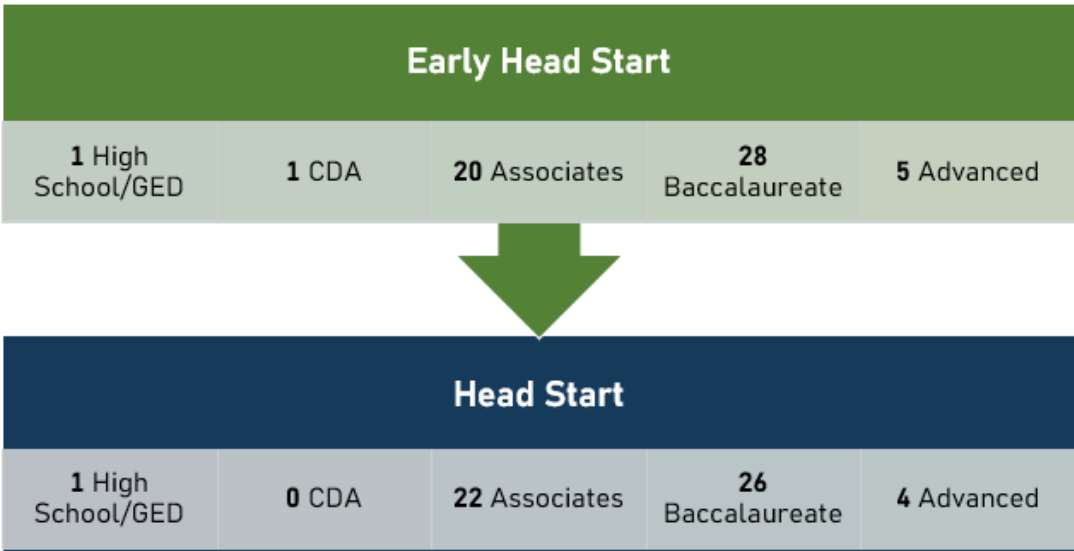 Early Head Start
1 High
School/GED
1 CDA
20 Associates
28
Baccalaureate
5 Advanced
Head Start
1 High
School/GED
0 CDA
22 Associates
26
Baccalaureate
4 Advanced